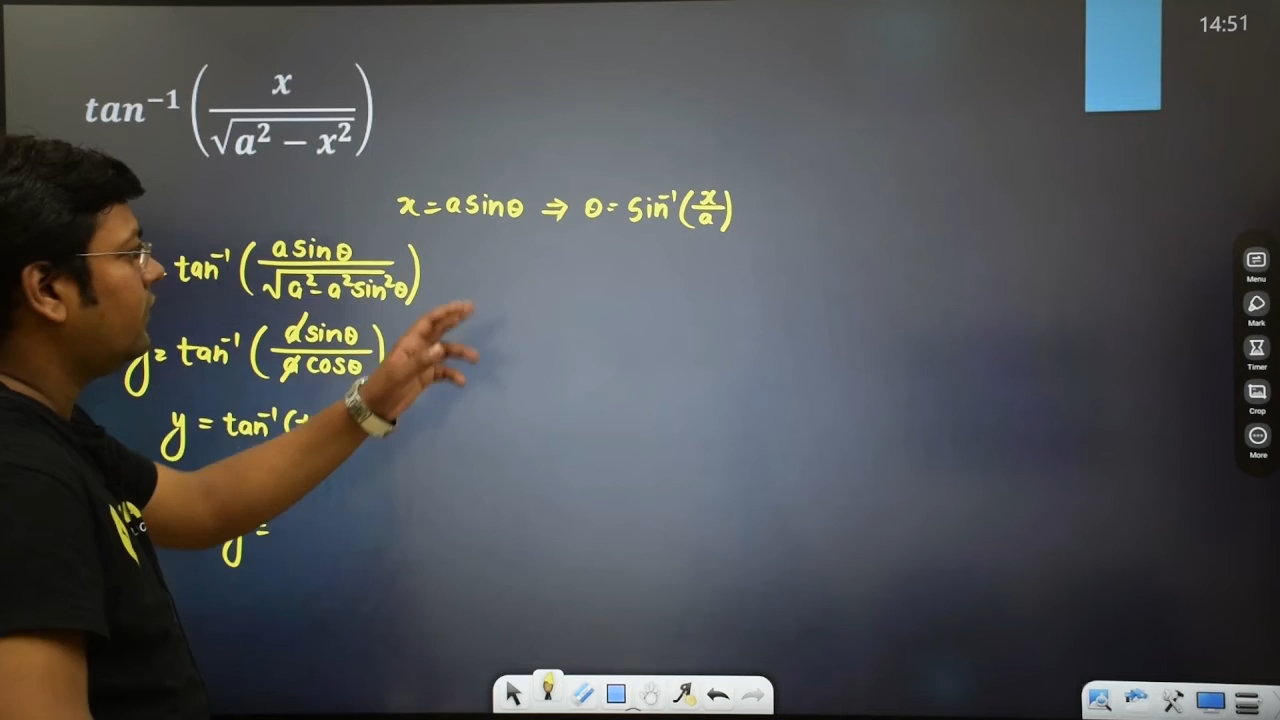 14:51
tan⁻¹ (x / √(a² − x²))
x = a sinθ ⇒ θ = sin⁻¹(x/a)
tan⁻¹ (a sinθ / √(a² - a² sin²θ))
y = tan⁻¹ (a sinθ / a cosθ)
y = tan⁻¹(
y =
Menu
Mark
Timer
Crop
More